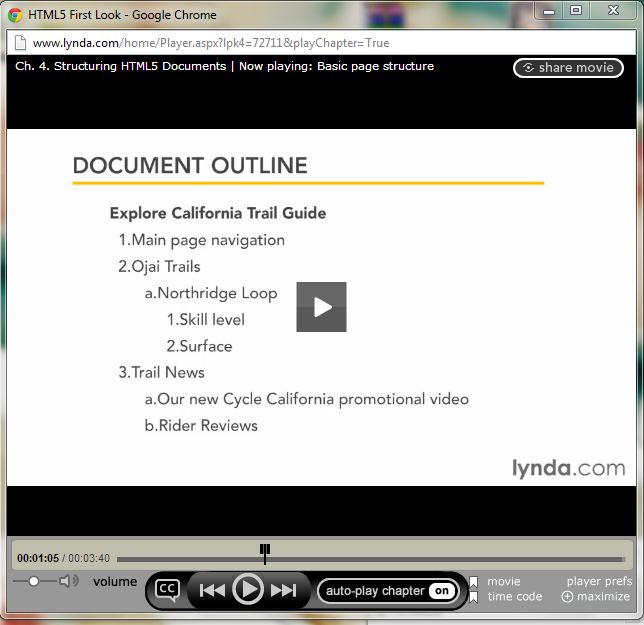 HTML5 First Look - Google Chrome
www.lynda.com/home/Player.aspx?lpk4=72711&playChapter=True
Ch. 4. Structuring HTML5 Documents | Now playing: Basic page structure
share movie
DOCUMENT OUTLINE
Explore California Trail Guide
1.Main page navigation
2.Ojai Trails
a.Northridge Loop
1.Skill level
2.Surface
3.Trail News
a.Our new Cycle California promotional video
b.Rider Reviews
lynda.com
00:01:05 / 00:03:40
volume
CC
auto-play chapter on
movie
time code
player prefs
maximize